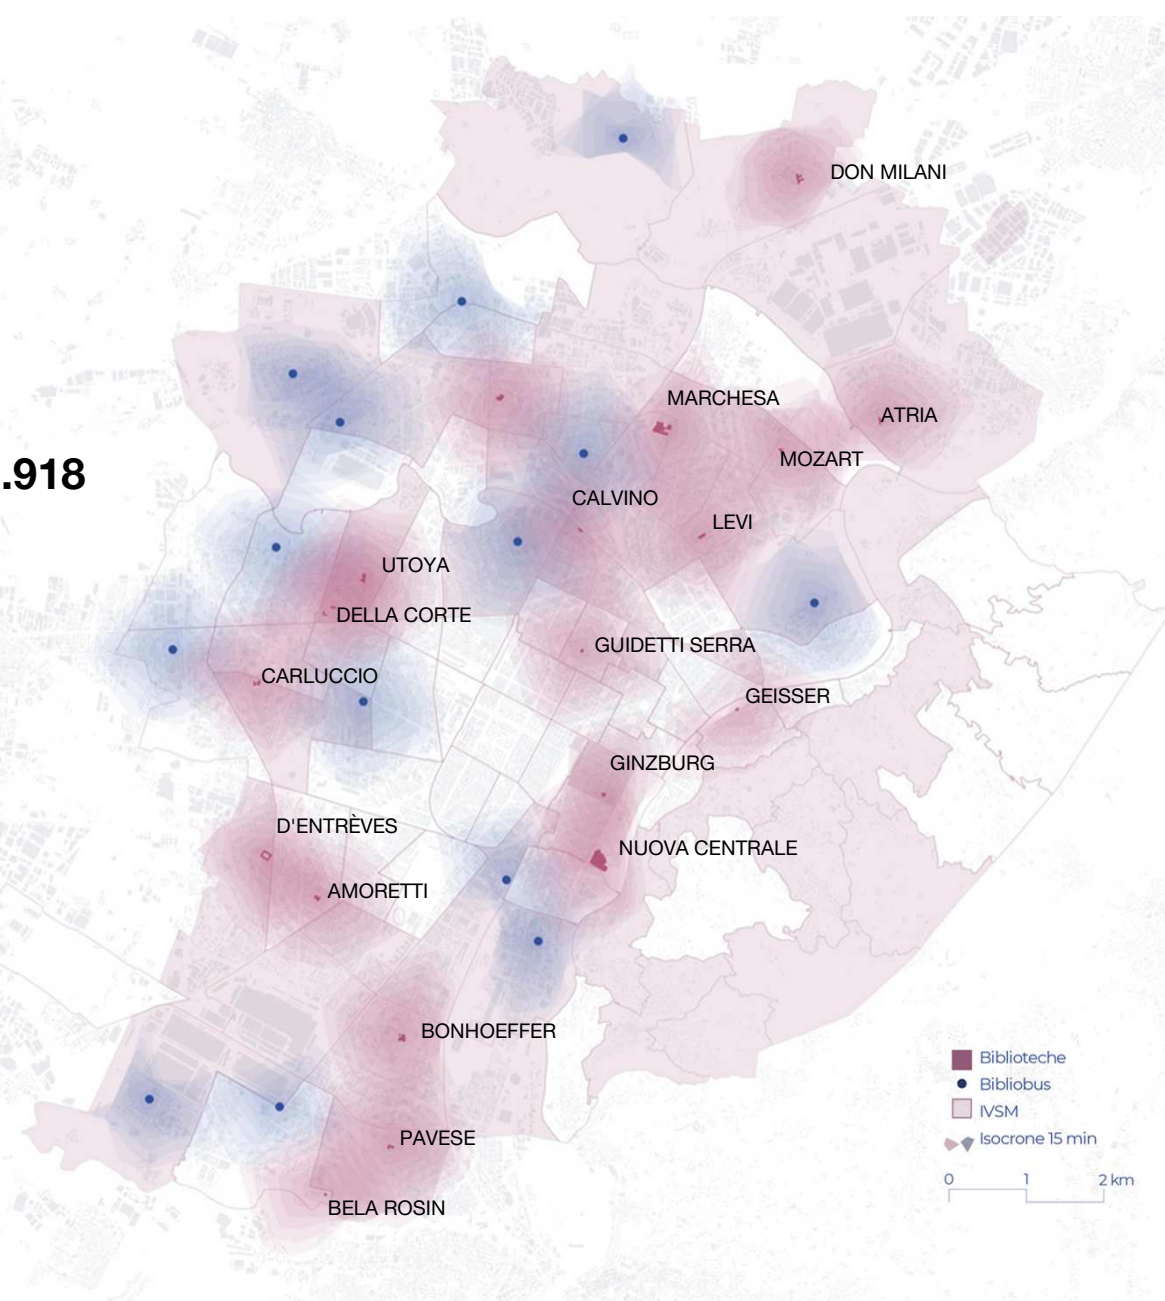 DON MILANI
MARCHESA
ATRIA
MOZART
.918
CALVINO
LEVI
UTOYA
DELLA CORTE
GUIDETTI SERRA
CARLUCCIO
GEISSER
GINZBURG
D'ENTRÈVES
NUOVA CENTRALE
AMORETTI
BONHOEFFER
Biblioteche
Bibliobus
IVSM
Isocrone 15 min
PAVESE
0 1 2 km
BELA ROSIN